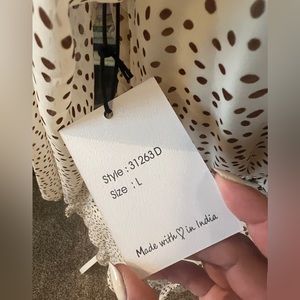 Style : 31263D
Size : L
Made with ♡ in India